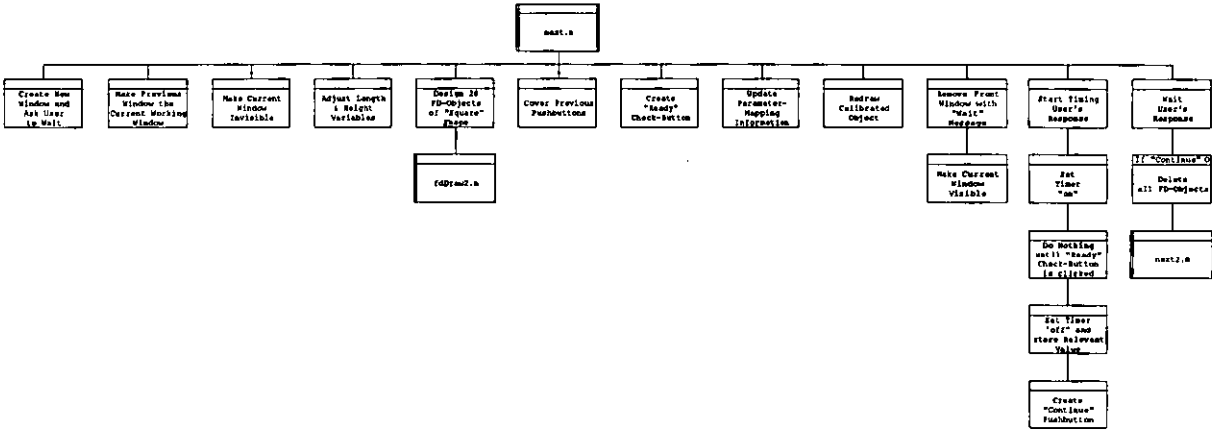 next.m
Create New
Window and
Ask User
to Wait
Make Previous
Window the
Current Working
Window
Make Current
Window
Invisible
Adjust Length
& Height
Variables
Design 20
FD-Objects
of "Square"
Shape
Cover Previous
Pushbuttons
Create
"Ready"
Check-Button
Update
Parameter-
Mapping
Information
Redraw
Calibrated
Object
Remove Front
Window with
"Wait"
Message
Start Timing
User's
Response
Wait
User's
Response
fdDraw2.m
Make Current
Window
Visible
Set
Timer
"on"
If "Continue" O
Delete
all FD-Objects
Do Nothing
until "Ready"
Check-Button
is clicked
next2.m
Set Timer
"off" and
store Relevant
Value
Create
"Continue"
Pushbutton